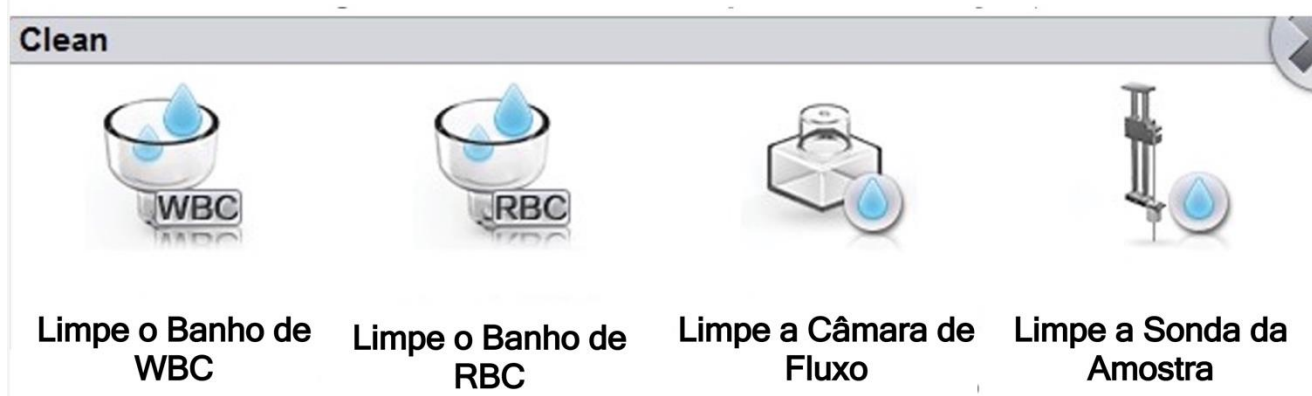 Clean
WBC
RBC
Limpe o Banho de
WBC
Limpe o Banho de
RBC
Limpe a Câmara de
Fluxo
Limpe a Sonda da
Amostra